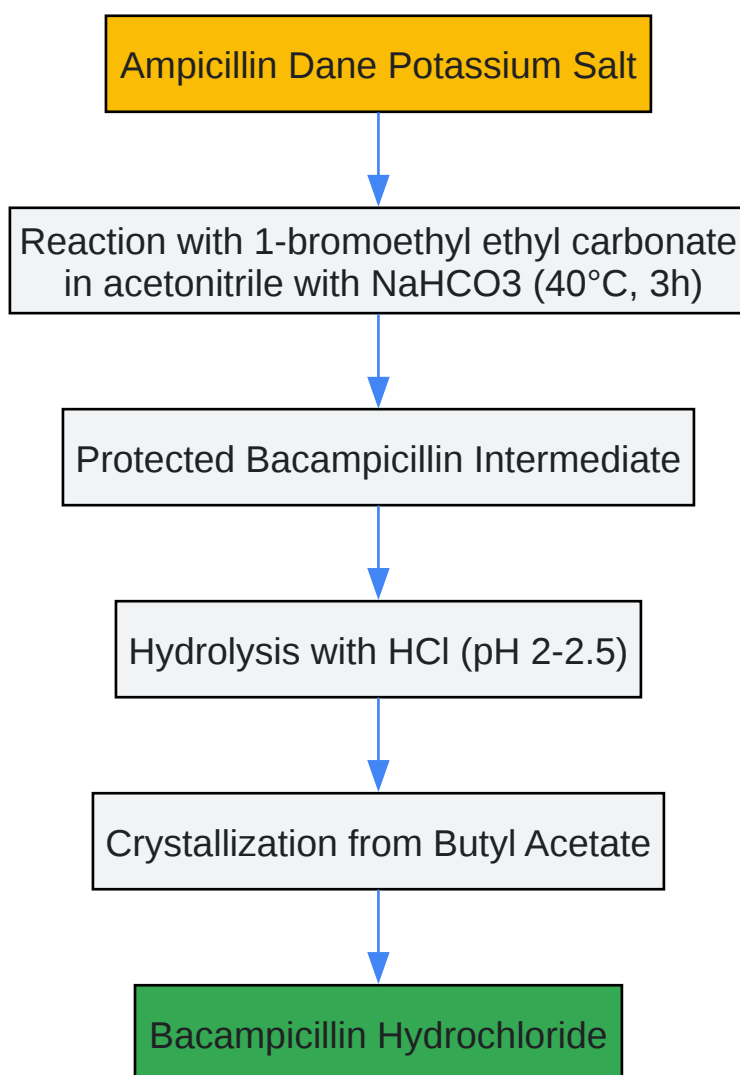 Ampicillin Dane Potassium Salt
Reaction with 1-bromoethyl ethyl carbonate
in acetonitrile with NaHCO3 (40°C, 3h)
Protected Bacampicillin Intermediate
Hydrolysis with HCl (pH 2-2.5)
Crystallization from Butyl Acetate
Bacampicillin Hydrochloride